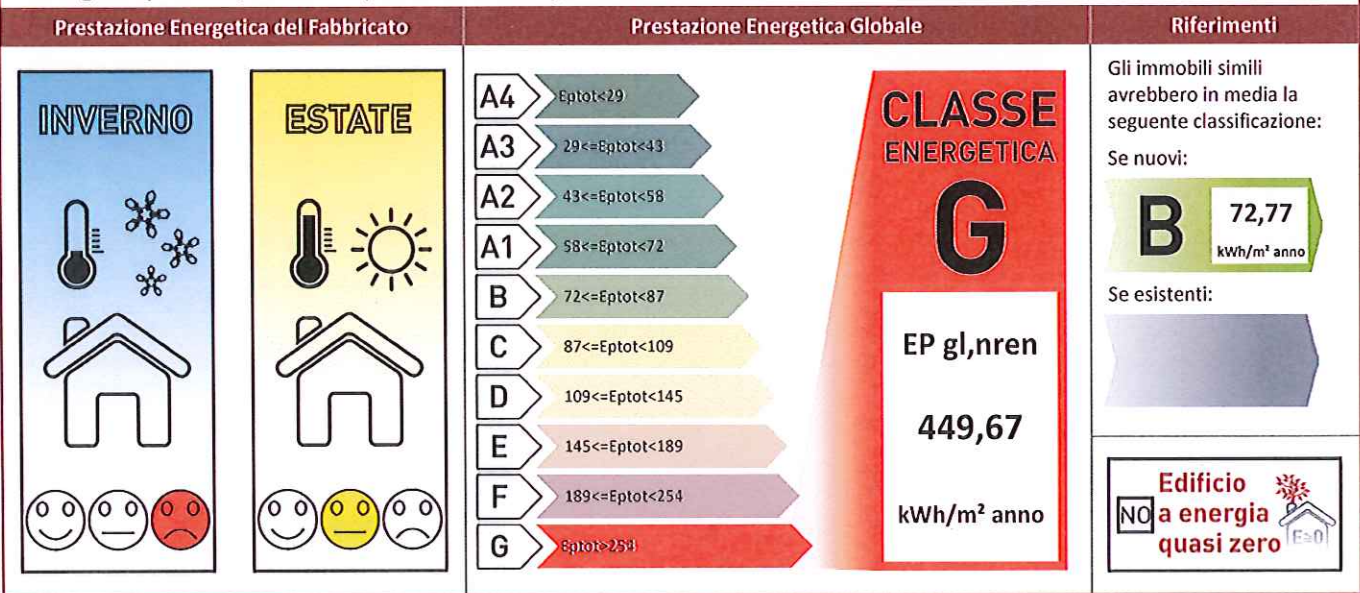 Prestazione Energetica del Fabbricato
Prestazione Energetica Globale
Riferimenti
INVERNO
ESTATE
A4
Eptot<29
A3
29<=Eptot<43
A2
43<=Eptot<58
A1
58<=Eptot<72
B
72<=Eptot<87
C
87<=Eptot<109
D
109<=Eptot<145
E
145<=Eptot<189
F
189<=Eptot<254
G
Eptot>254
CLASSE
ENERGETICA
G
EP gl,nren
449,67
kWh/m² anno
Gli immobili simili
avrebbero in media la
seguente classificazione:
Se nuovi:
B
72,77
kWh/m² anno
Se esistenti:
NO
Edificio
a energia
quasi zero